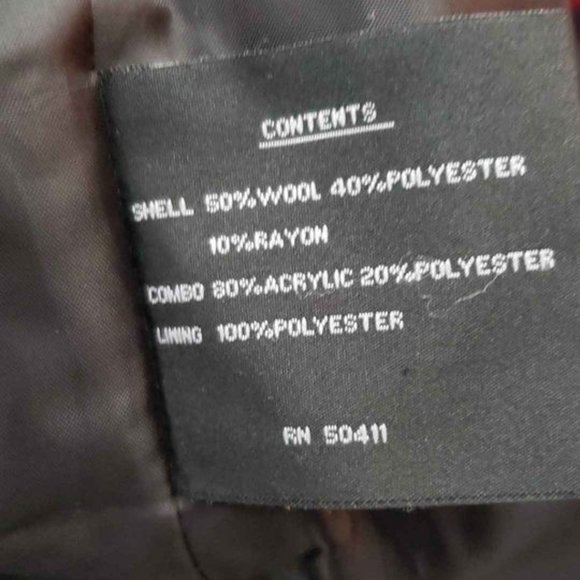 CONTENTS
SHELL 50%WOOL 40%POLYESTER
10%RAYON
COMBO 80%ACRYLIC 20%POLYESTER
LINING 100%POLYESTER
RN 50411